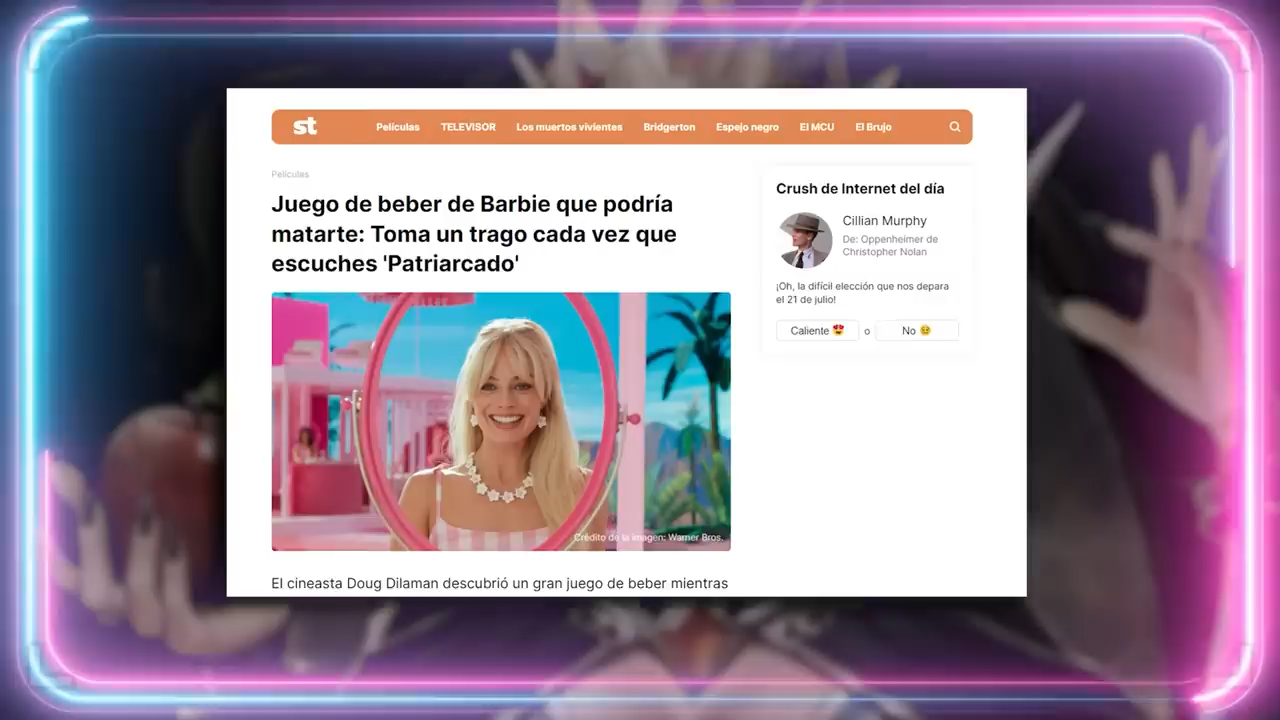 st
Películas
TELEVISOR
Los muertos vivientes
Bridgerton
Espejo negro
El MCU
El Brujo
Películas
Juego de beber de Barbie que podría
matarte: Toma un trago cada vez que
escuches 'Patriarcado'
Crédito de la imagen: Warner Bros.
El cineasta Doug Dilaman descubrió un gran juego de beber mientras
Crush de Internet del día
Cillian Murphy
De: Oppenheimer de
Christopher Nolan
¡Oh, la difícil elección que nos depara
el 21 de julio!
Caliente 😍 o No 😢